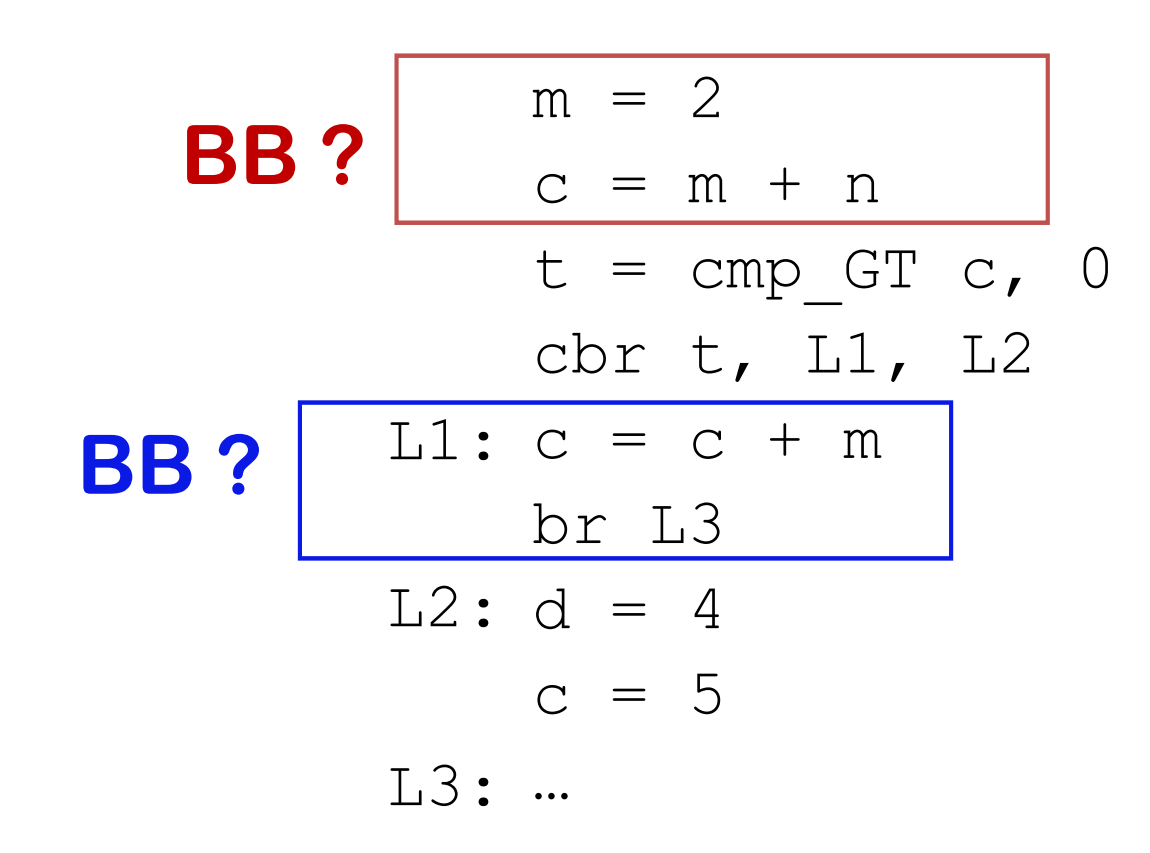 m = 2
BB ?
c = m + n
t = cmp_GT c, 0
cbr t, L1, L2
BB ?
L1: c = c + m
br L3
L2: d = 4
c = 5
L3: …